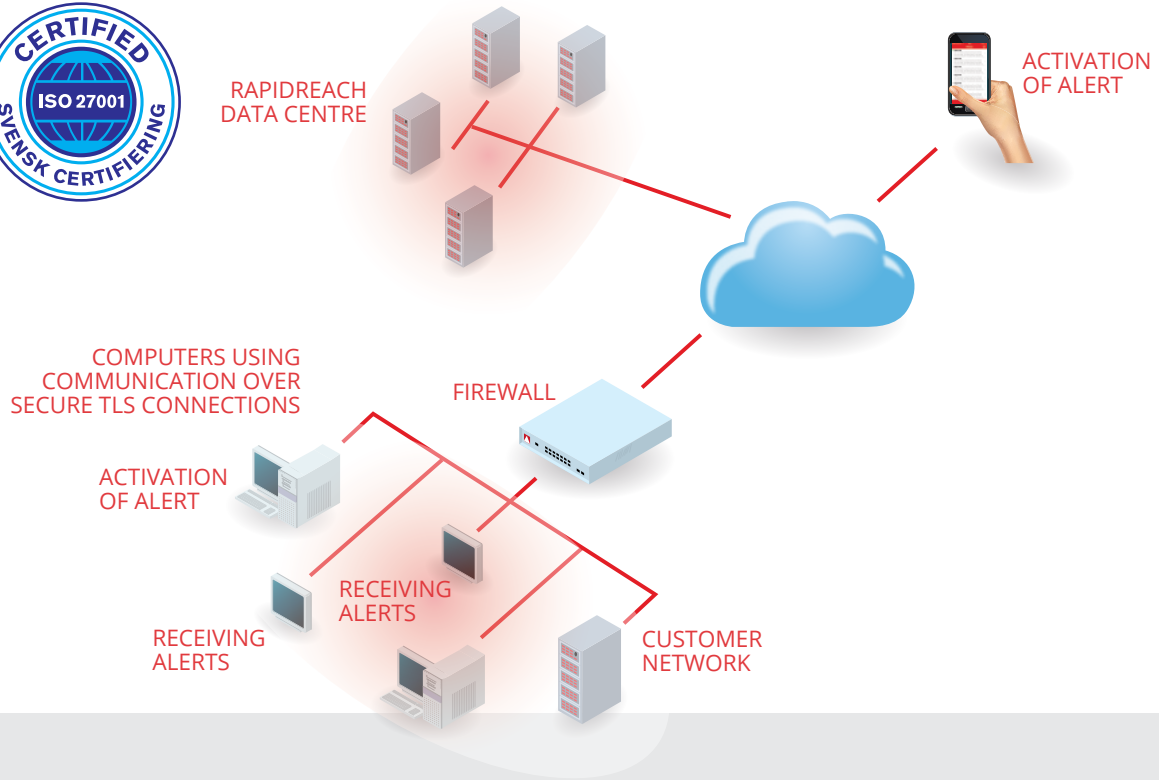 CERTIFIED
ISO 27001
SVENSK CERTIFIERING
RAPIDREACH
DATA CENTRE
ACTIVATION
OF ALERT
COMPUTERS USING
COMMUNICATION OVER
SECURE TLS CONNECTIONS
FIREWALL
ACTIVATION
OF ALERT
RECEIVING
ALERTS
RECEIVING
ALERTS
CUSTOMER
NETWORK